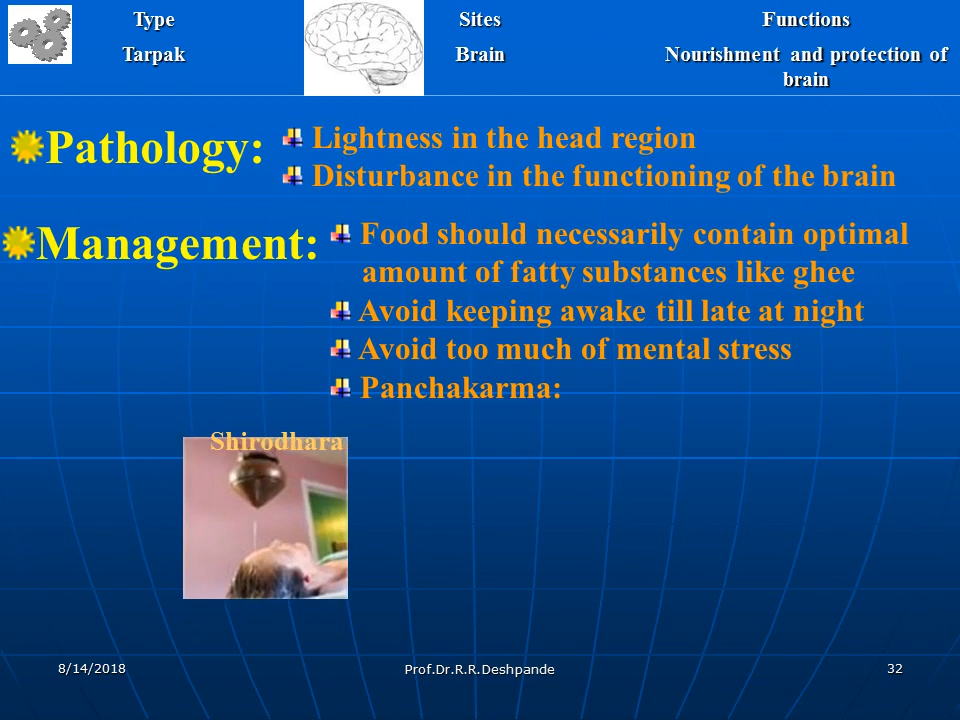 Type
Sites
Functions
Tarpak
Brain
Nourishment and protection of
brain
Pathology:
Lightness in the head region
Disturbance in the functioning of the brain
Management:
Food should necessarily contain optimal
amount of fatty substances like ghee
Avoid keeping awake till late at night
Avoid too much of mental stress
Panchakarma:
Shirodhara
8/14/2018
Prof.Dr.R.R.Deshpande
32